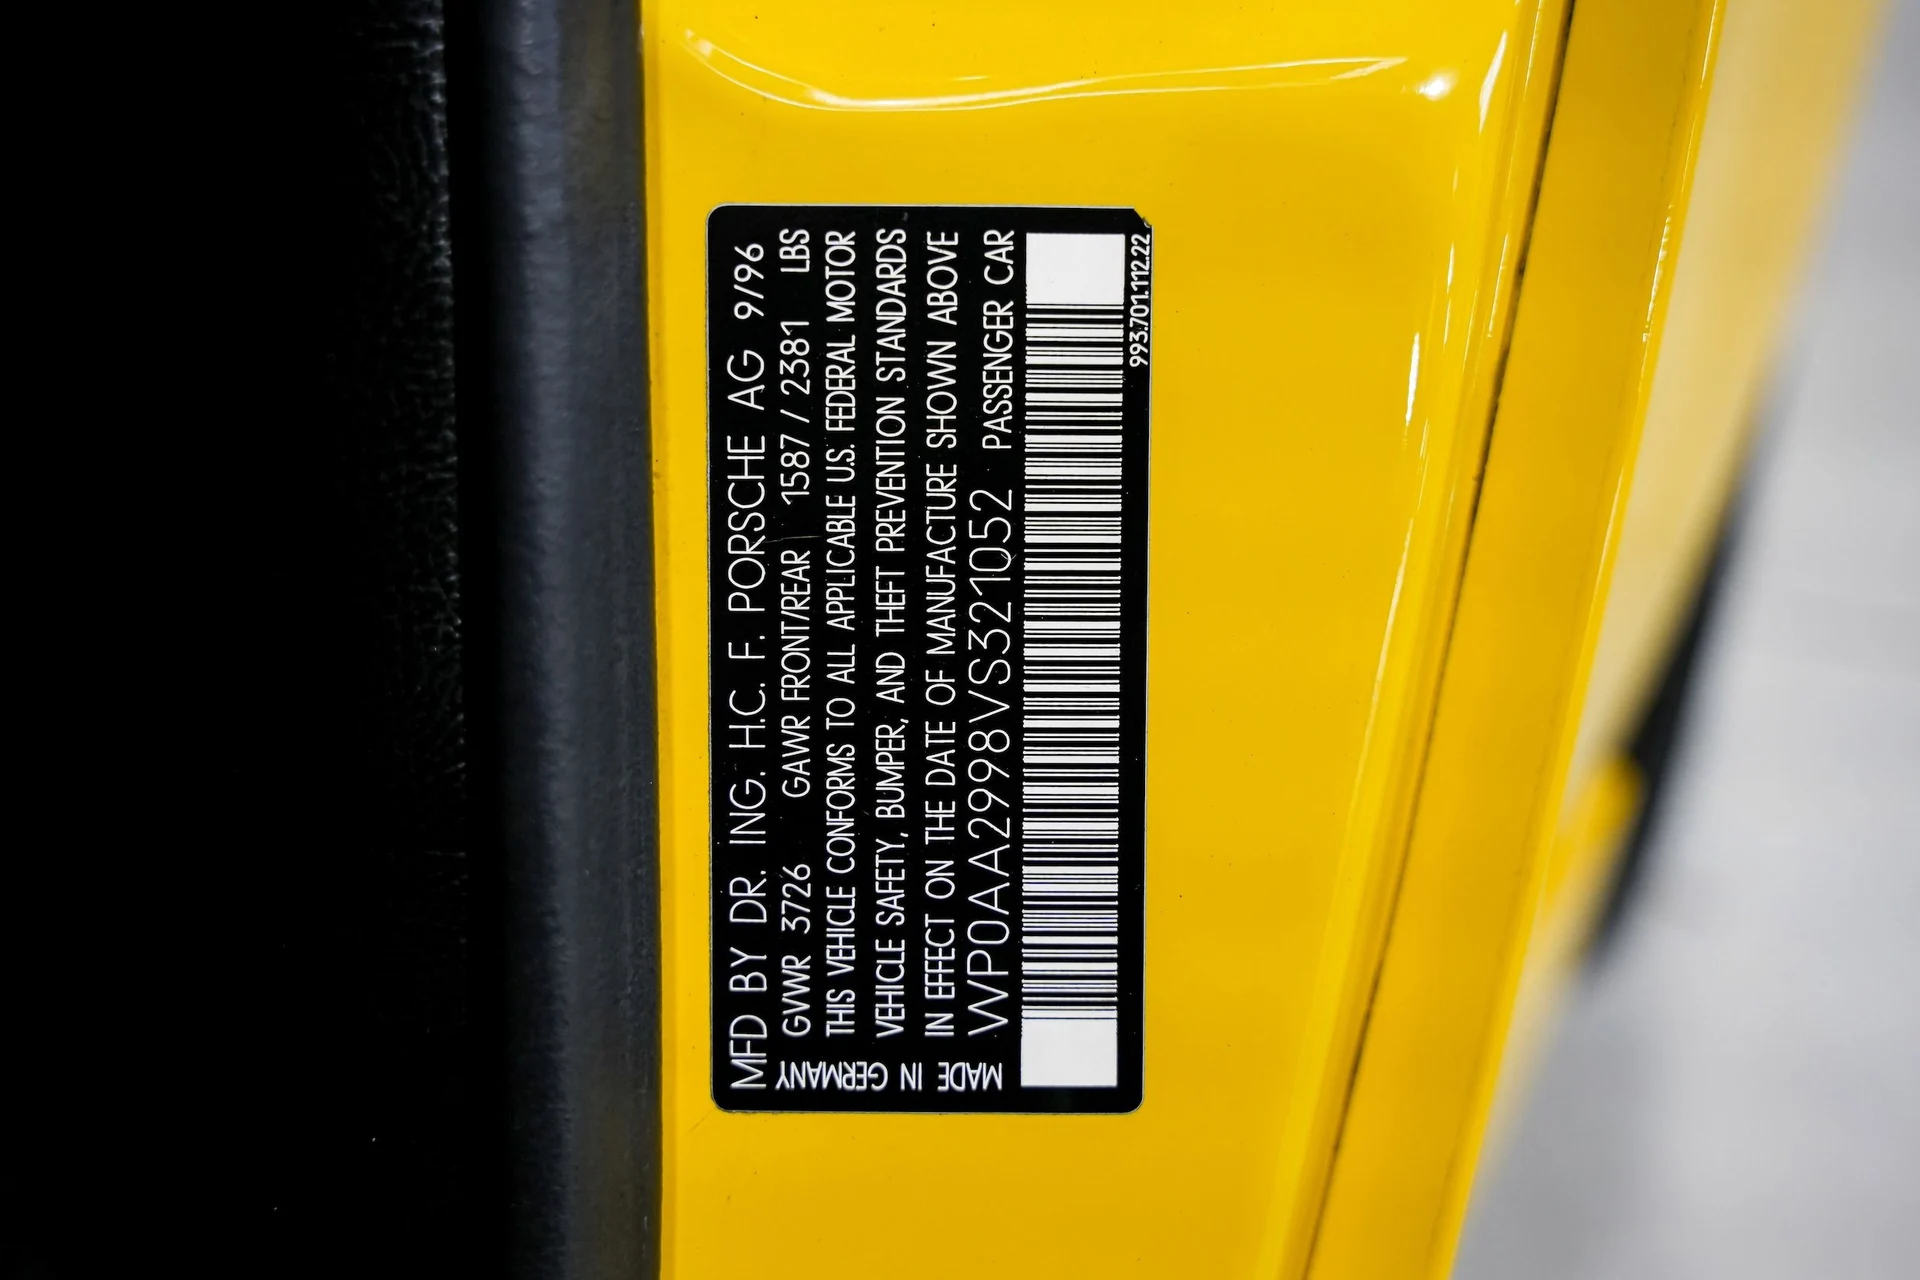 MFD BY DR. ING. H.C. F. PORSCHE AG 9/96
GVWR 3726 GAWR FRONT/REAR 1587 / 2381 LBS
THIS VEHICLE CONFORMS TO ALL APPLICABLE U.S. FEDERAL MOTOR
VEHICLE SAFETY, BUMPER, AND THEFT PREVENTION STANDARDS
IN EFFECT ON THE DATE OF MANUFACTURE SHOWN ABOVE
WP0AA2998VS321052 PASSENGER CAR
MADE IN GERMANY
993.701.112.22